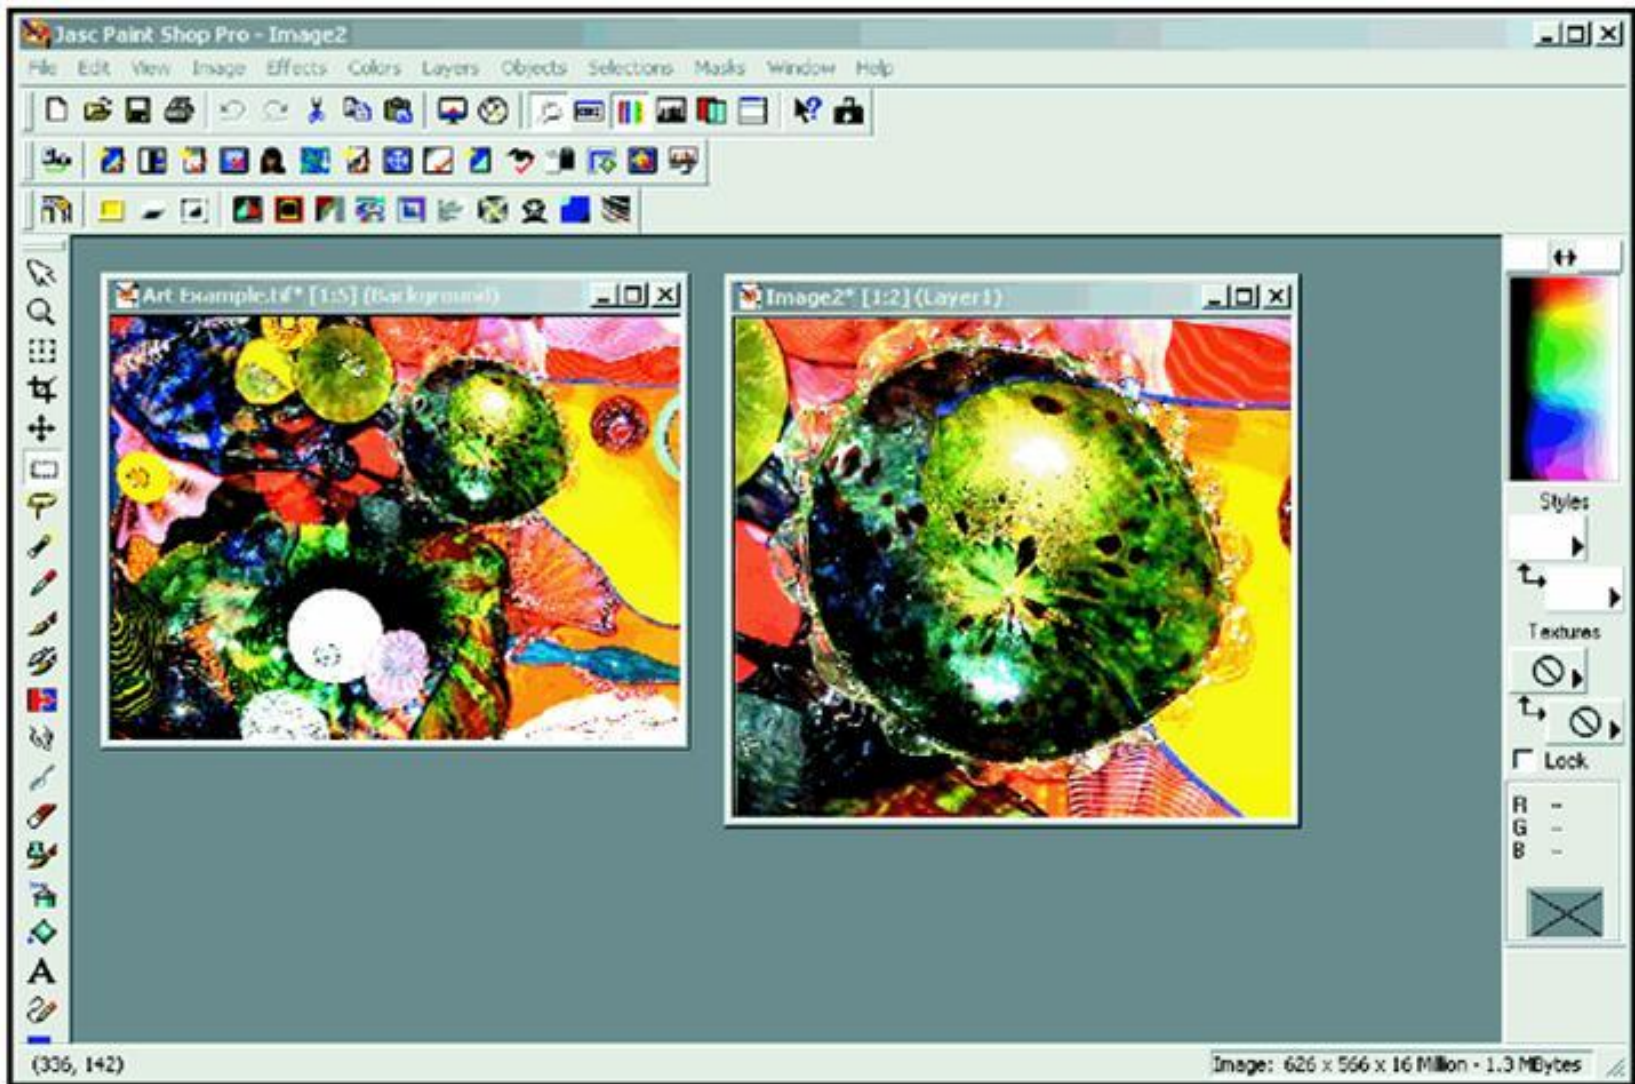 Jasc Paint Shop Pro - Image2
File Edit View Image Effects Colors Layers Objects Selections Masks Window Help
Art Example.tif* [1:5] (Background)
Image2* [1:2] (Layer1)
Styles
Textures
Lock
R --
G --
B --
A
(336, 142)
Image: 626 x 566 x 16 Million - 1.3 MBytes